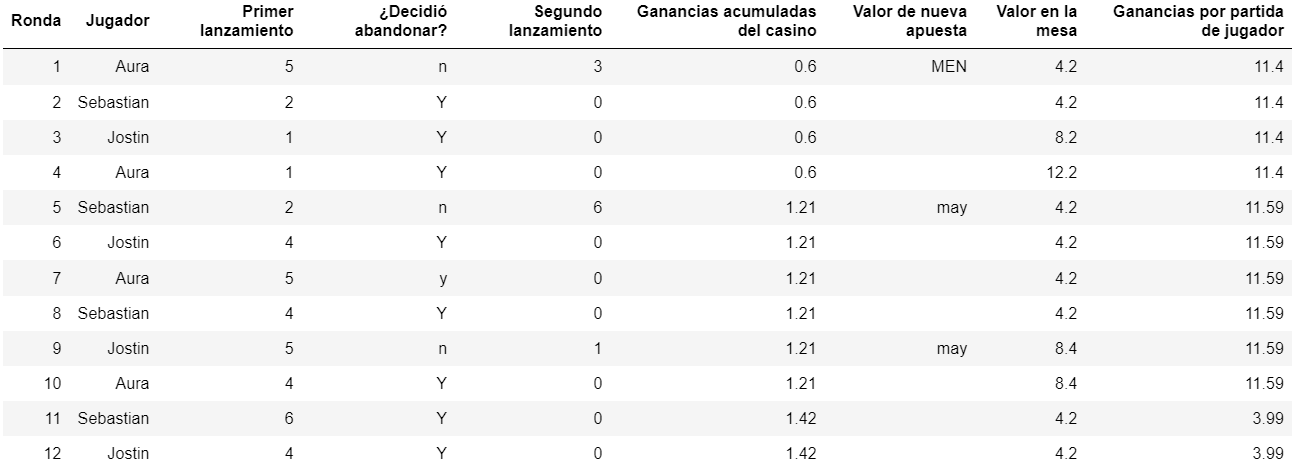 Ronda Jugador Primer lanzamiento ¿Decidió abandonar? Segundo lanzamiento Ganancias acumuladas del casino Valor de nueva apuesta Valor en la mesa Ganancias por partida de jugador
1 Aura 5 n 3 0.6 MEN 4.2 11.4
2 Sebastian 2 Y 0 0.6 4.2 11.4
3 Jostin 1 Y 0 0.6 8.2 11.4
4 Aura 1 Y 0 0.6 12.2 11.4
5 Sebastian 2 n 6 1.21 may 4.2 11.59
6 Jostin 4 Y 0 1.21 4.2 11.59
7 Aura 5 y 0 1.21 4.2 11.59
8 Sebastian 4 Y 0 1.21 4.2 11.59
9 Jostin 5 n 1 1.21 may 8.4 11.59
10 Aura 4 Y 0 1.21 8.4 11.59
11 Sebastian 6 Y 0 1.42 4.2 3.99
12 Jostin 4 Y 0 1.42 4.2 3.99